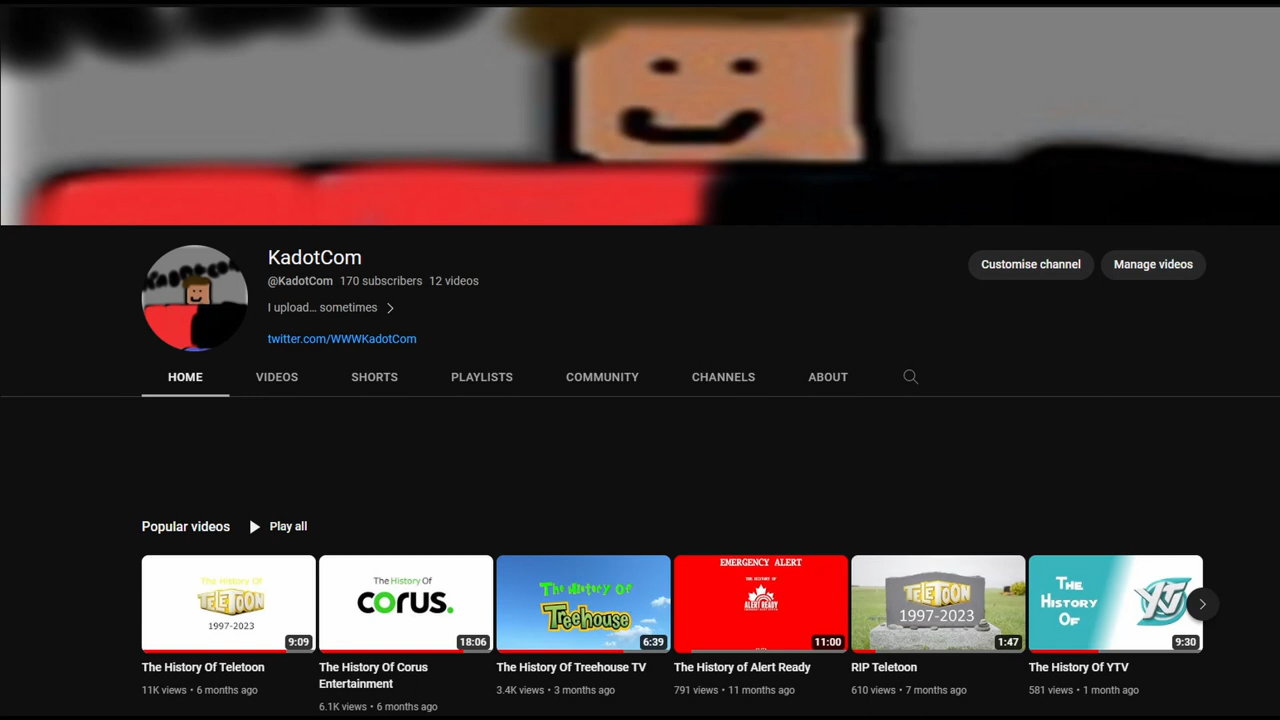 KADOTCOM
KadotCom
@KadotCom 170 subscribers 12 videos
Customise channel
Manage videos
I upload... sometimes
twitter.com/WWWKadotCom
HOME VIDEOS SHORTS PLAYLISTS COMMUNITY CHANNELS ABOUT
Popular videos Play all
The History Of
TELETOON
1997-2023
9:09
The History Of
corus.
18:06
The History Of
Treehouse
6:39
EMERGENCY ALERT
THE HISTORY OF
ALERT READY
11:00
TELETOON
1997-2023
1:47
THE
HISTORY
OF
YTV
9:30
The History Of Teletoon
11K views • 6 months ago
The History Of Corus
Entertainment
6.1K views • 6 months ago
The History Of Treehouse TV
3.4K views • 3 months ago
The History of Alert Ready
791 views • 11 months ago
RIP Teletoon
610 views • 7 months ago
The History Of YTV
581 views • 1 month ago